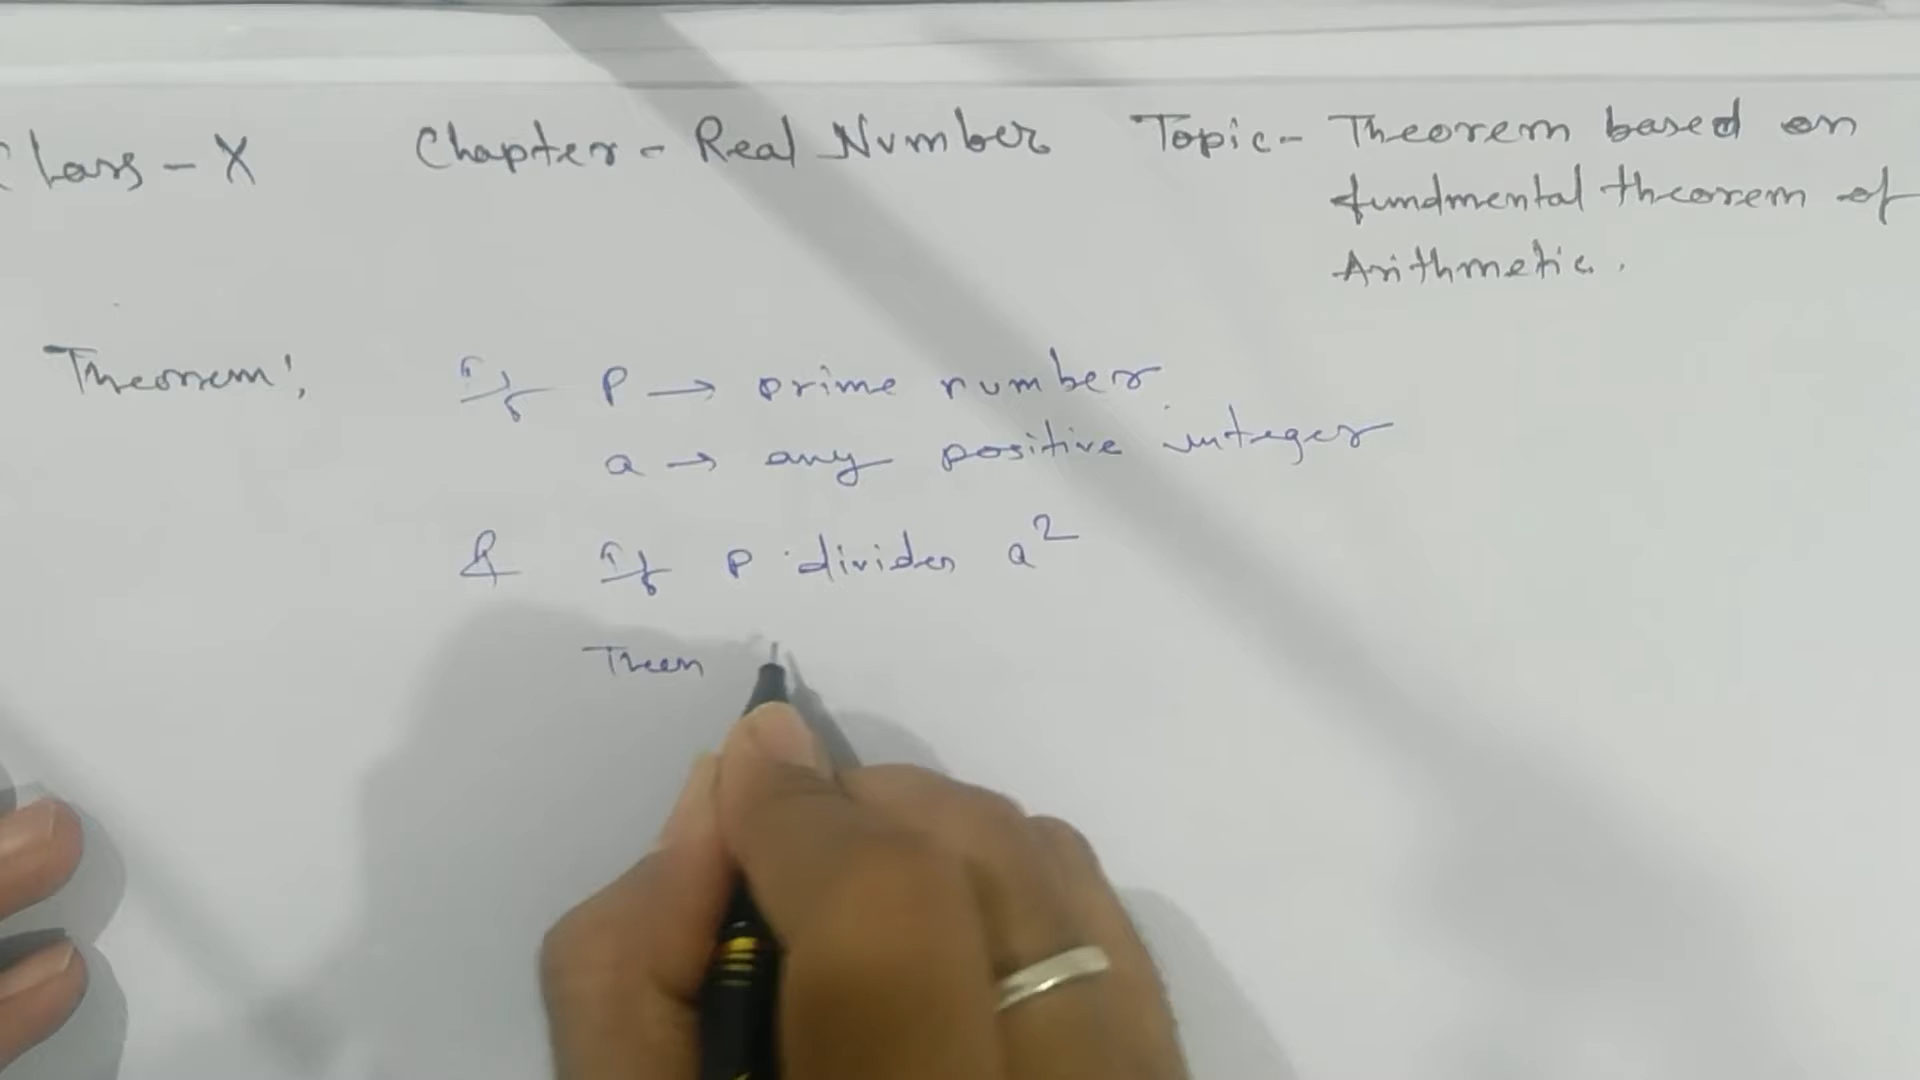 Class - X Chapter - Real Number Topic - Theorem based on
fundmental theorem of
Arithmetic.
Theorem: If P → prime number
a → any positive integer
& If P divides a²
Then